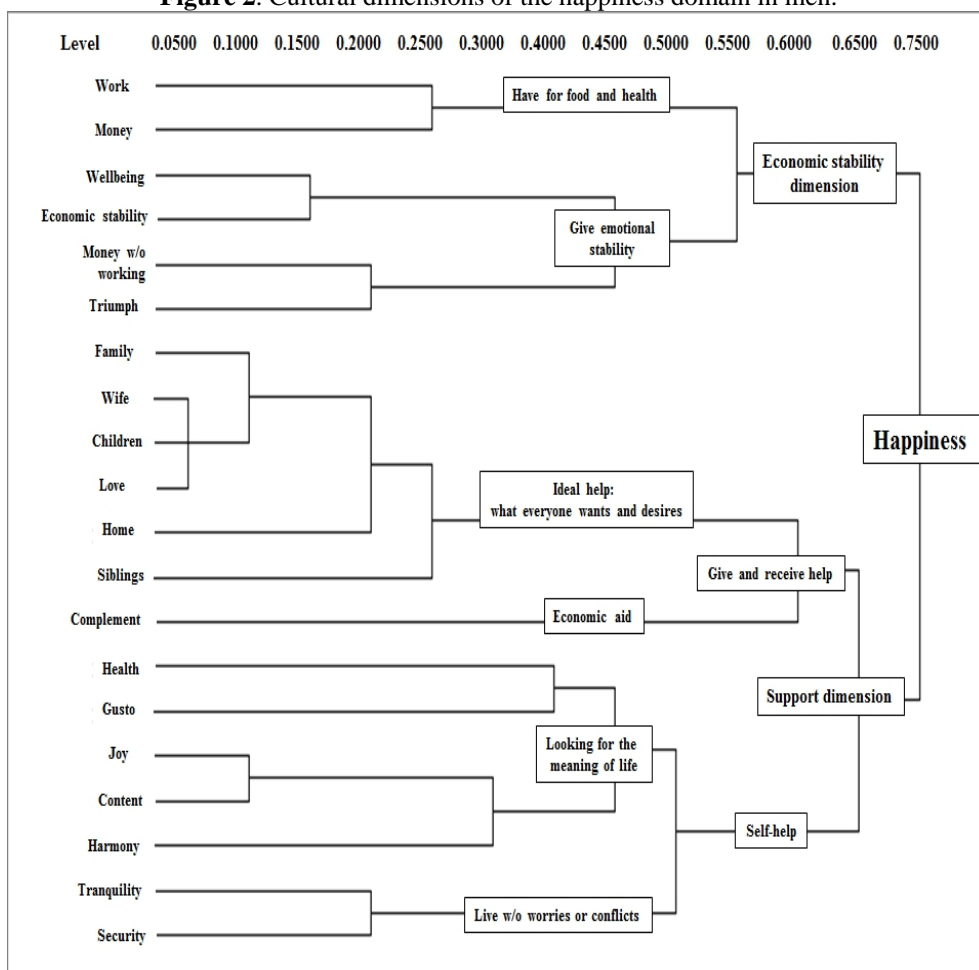 Figure 2. Cultural dimensions of the happiness domain in men.
Level 0.0500 0.1000 0.1500 0.2000 0.2500 0.3000 0.4000 0.4500 0.5000 0.5500 0.6000 0.6500 0.7500
Work
Have for food and health
Money
Economic stability
dimension
Wellbeing
Economic stability
Give emotional
stability
Money w/o
working
Triumph
Family
Wife
Children
Happiness
Love
Ideal help:
what everyone wants and desires
Home
Siblings
Give and receive help
Complement
Economic aid
Health
Support dimension
Gusto
Looking for the
meaning of life
Joy
Content
Self-help
Harmony
Tranquility
Live w/o worries or conflicts
Security